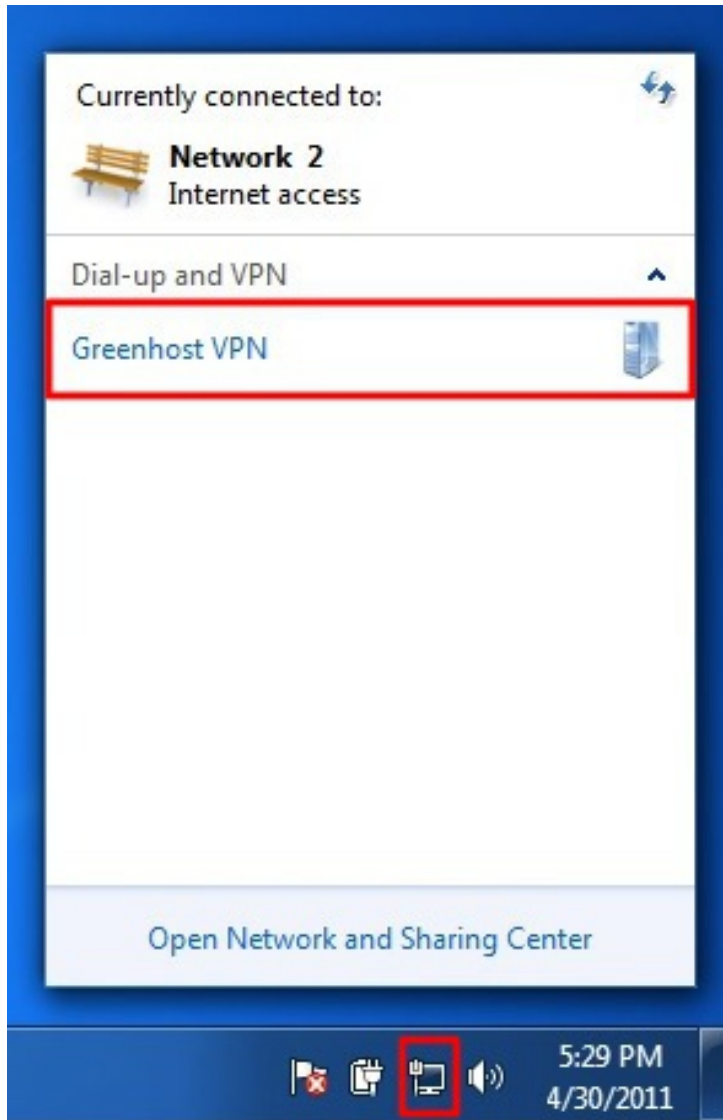 Currently connected to:
Network 2
Internet access
Dial-up and VPN
Greenhost VPN
Open Network and Sharing Center
5:29 PM
4/30/2011